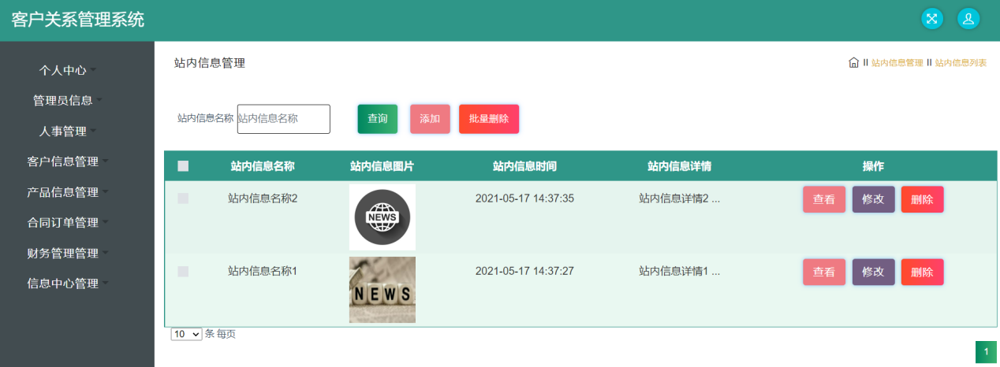 客户关系管理系统
个人中心
管理员信息
人事管理
客户信息管理
产品信息管理
合同订单管理
财务管理管理
信息中心管理
站内信息管理
II 站内信息管理 II 站内信息列表
站内信息名称 站内信息名称 查询 添加 批量删除
站内信息名称 站内信息图片 站内信息时间 站内信息详情 操作
站内信息名称2 NEWS 2021-05-17 14:37:35 站内信息详情2 ... 查看 修改 删除
站内信息名称1 NEWS 2021-05-17 14:37:27 站内信息详情1 ... 查看 修改 删除
10 条 每页
1